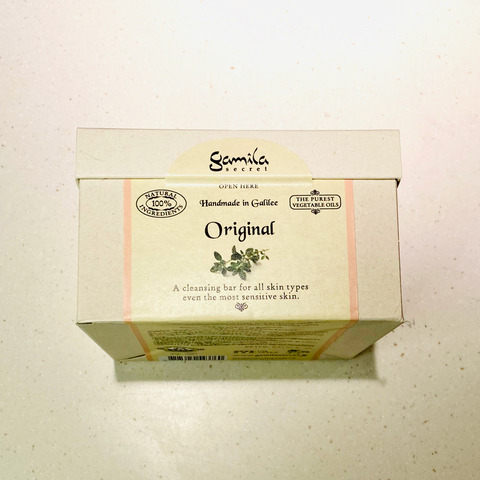 gamila
secret
OPEN HERE
NATURAL
100%
INGREDIENTS
Handmade in Galilee
THE PUREST
VEGETABLE OILS
Original
A cleansing bar for all skin types
even the most sensitive skin.